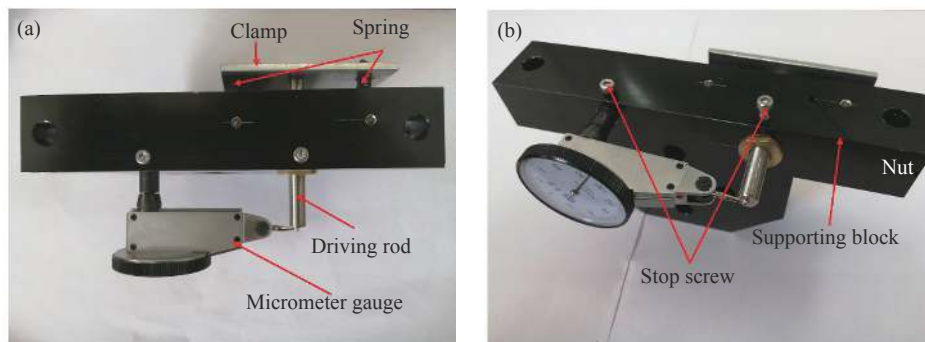 (a)
Clamp
Spring
Driving rod
Micrometer gauge
(b)
Nut
Supporting block
Stop screw